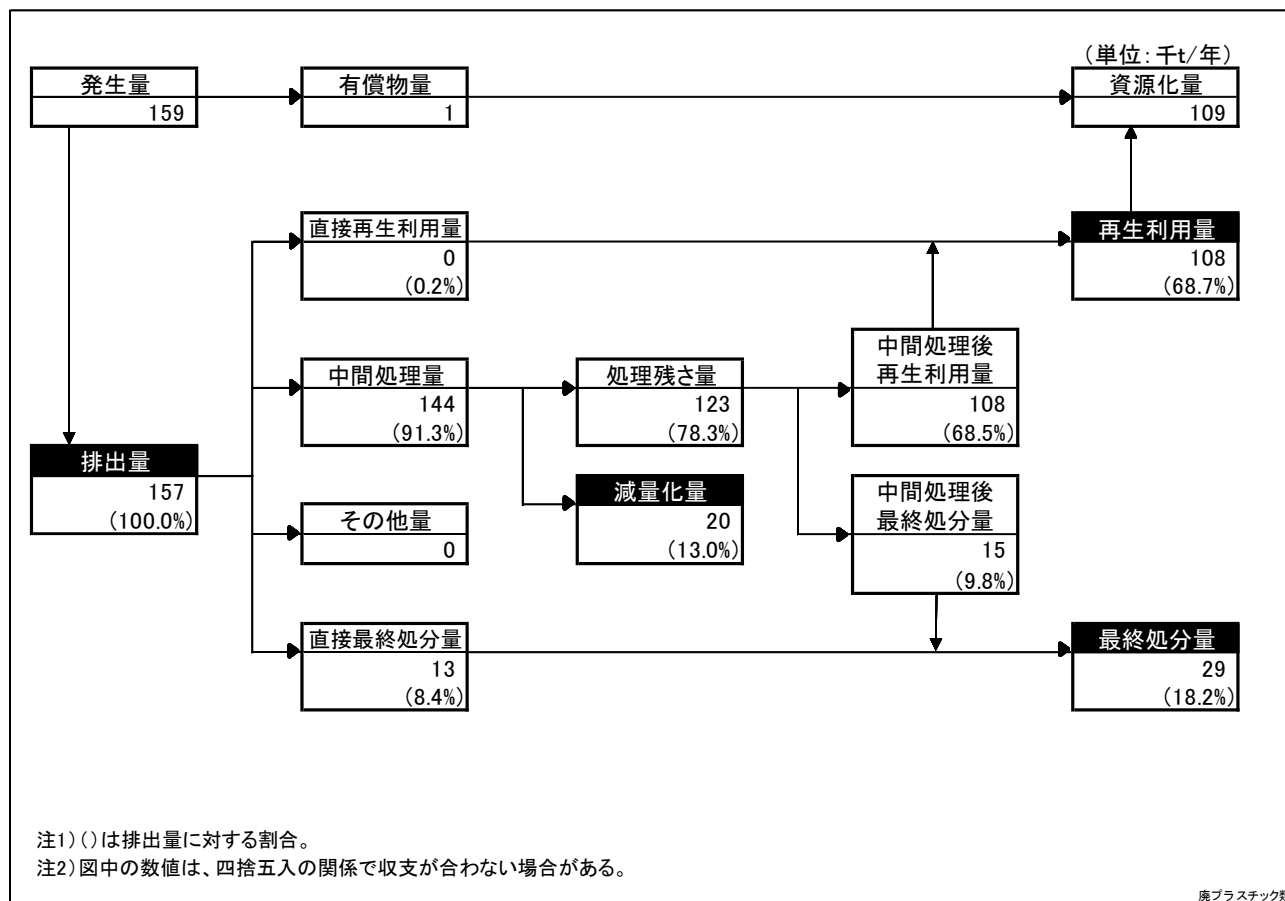 （単位：千t/年）
発生量
159
有償物量
1
資源化量
109
直接再生利用量
0
（0.2%）
再生利用量
108
（68.7%）
中間処理量
144
（91.3%）
処理残さ量
123
（78.3%）
中間処理後
再生利用量
108
（68.5%）
排出量
157
（100.0%）
その他量
0
減量化量
20
（13.0%）
中間処理後
最終処分量
15
（9.8%）
直接最終処分量
13
（8.4%）
最終処分量
29
（18.2%）
注1）（）は排出量に対する割合。
注2）図中の数値は、四捨五入の関係で収支が合わない場合がある。
廃プラスチック類